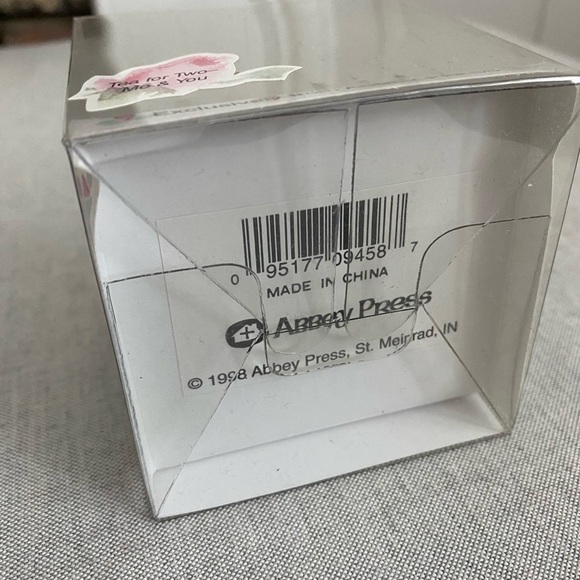 Tea for Two—
Me & You
Exclusively
0 95177 09458 7
MADE IN CHINA
ABBEY PRESS
© 1998 Abbey Press, St. Meinrad, IN